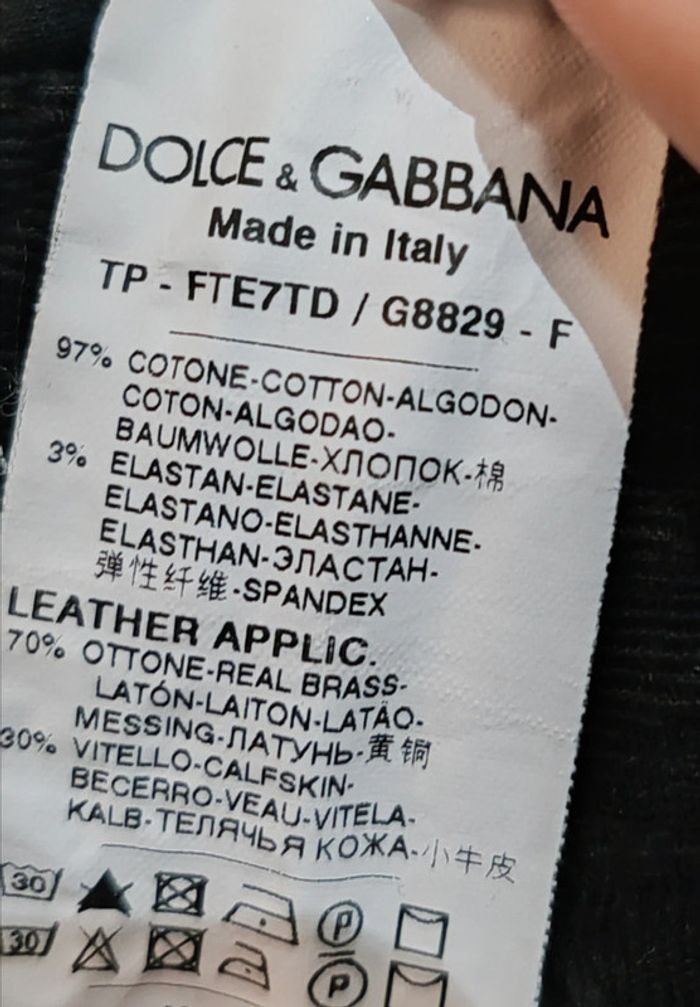 DOLCE & GABBANA
Made in Italy
TP - FTE7TD / G8829 - F
97% COTONE-COTTON-ALGODON-
COTON-ALGODAO-
BAUMWOLLE-ХЛОПОК-棉
3% ELASTAN-ELASTANE-
ELASTANO-ELASTHANNE-
ELASTHAN-ЭЛАСТАН-
弹性纤维-SPANDEX
LEATHER APPLIC.
70% OTTONE-REAL BRASS-
LATÓN-LAITON-LATÃO-
MESSING-ЛАТУНЬ-黄铜
30% VITELLO-CALFSKIN-
BECERRO-VEAU-VITELA-
KALB-ТЕЛЯЧЬЯ КОЖА-小牛皮
30 P
30 P